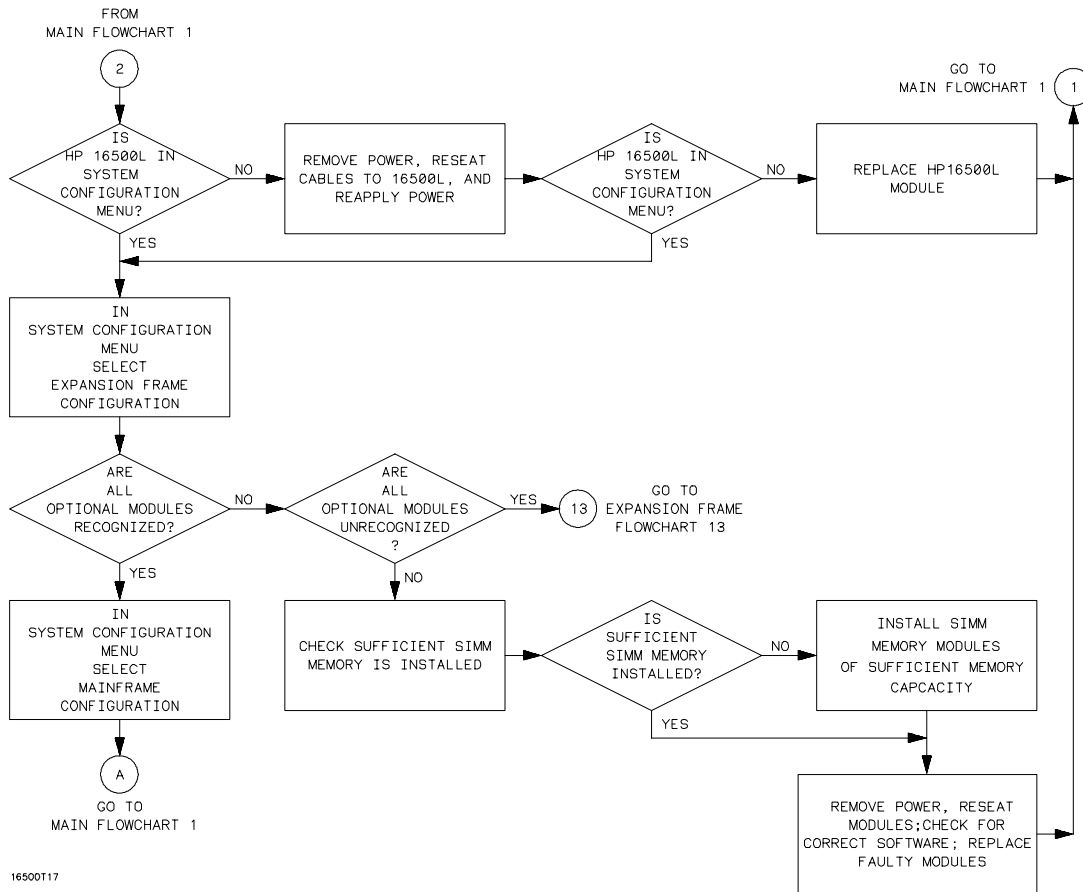 FROM
MAIN FLOWCHART 1
2
GO TO
MAIN FLOWCHART 1
1
IS
HP 16500L IN
SYSTEM
CONFIGURATION
MENU?
NO
YES
REMOVE POWER, RESEAT
CABLES TO 16500L, AND
REAPPLY POWER
IS
HP 16500L IN
SYSTEM
CONFIGURATION
MENU?
NO
YES
REPLACE HP16500L
MODULE
IN
SYSTEM CONFIGURATION
MENU
SELECT
EXPANSION FRAME
CONFIGURATION
ARE
ALL
OPTIONAL MODULES
RECOGNIZED?
NO
YES
ARE
ALL
OPTIONAL MODULES
UNRECOGNIZED
?
YES
NO
13
GO TO
EXPANSION FRAME
FLOWCHART 13
IN
SYSTEM CONFIGURATION
MENU
SELECT
MAINFRAME
CONFIGURATION
CHECK SUFFICIENT SIMM
MEMORY IS INSTALLED
IS
SUFFICIENT
SIMM MEMORY
INSTALLED?
NO
YES
INSTALL SIMM
MEMORY MODULES
OF SUFFICIENT MEMORY
CAPCACITY
A
GO TO
MAIN FLOWCHART 1
REMOVE POWER, RESEAT
MODULES;CHECK FOR
CORRECT SOFTWARE; REPLACE
FAULTY MODULES
16500T17